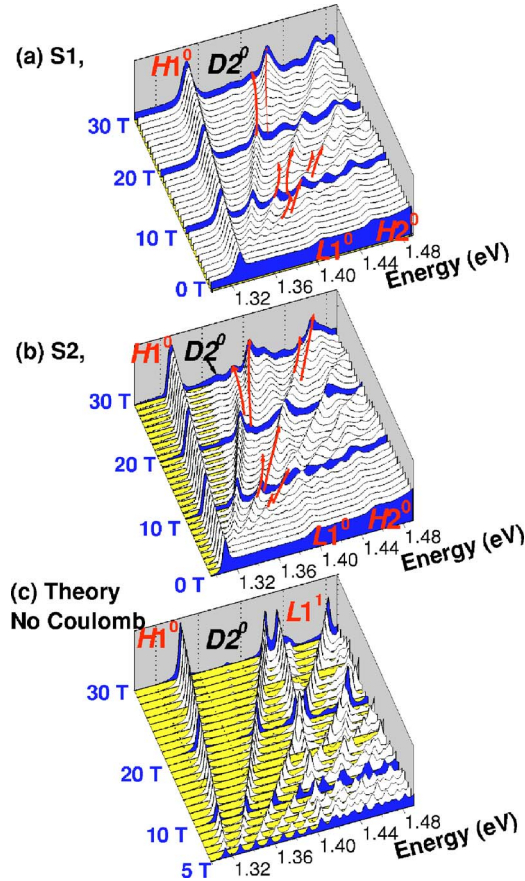 (a) S1,
H1⁰ D2⁰
30 T
20 T
10 T
0 T
L1⁰ H2⁰
1.32 1.36 1.40 1.44 1.48
Energy (eV)
(b) S2,
H1⁰ D2⁰
30 T
20 T
10 T
0 T
L1⁰ H2⁰
1.32 1.36 1.40 1.44 1.48
Energy (eV)
(c) Theory
No Coulomb
H1⁰ D2⁰ L1¹
30 T
20 T
10 T
5 T
1.32 1.36 1.40 1.44 1.48
Energy (eV)